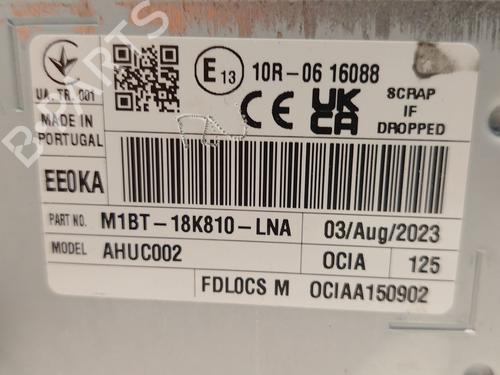 E13 10R-06 16088
UA.TR.001
CE UK CA
SCRAP
IF
DROPPED
MADE IN
PORTUGAL
EE0KA
PART NO. M1BT-18K810-LNA 03/Aug/2023
MODEL AHUC002 OCIA 125
FDLOCS M OCIAA150902
B-PARTS